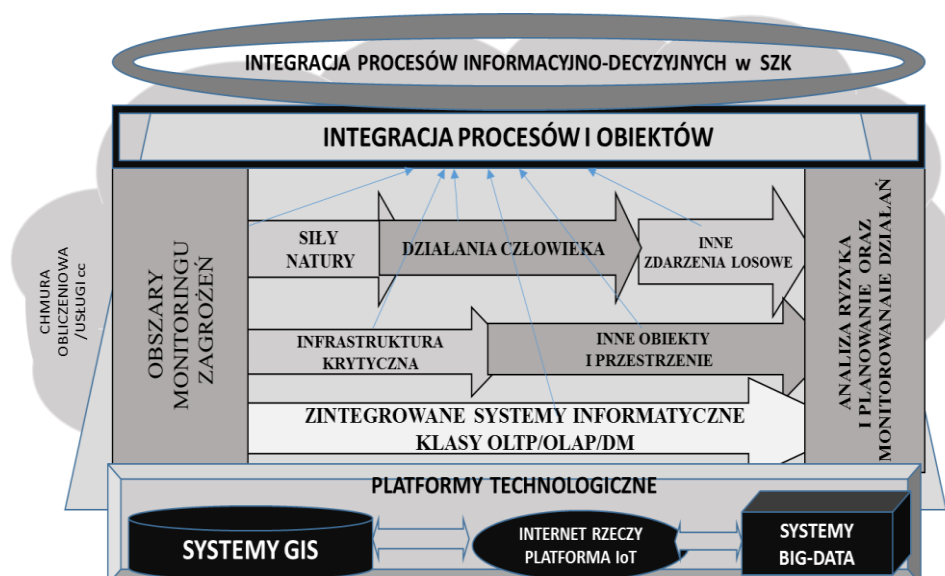 INTEGRACJA PROCESÓW INFORMACYJNO-DECYZYJNYCH w SZK
INTEGRACJA PROCESÓW I OBIEKTÓW
CHMURA
OBLICZENIOWA
/USŁUGI cc
OBSZARY
MONITORINGU
ZAGROŻEŃ
SIŁY
NATURY
DZIAŁANIA CZŁOWIEKA
INNE
ZDARZENIA LOSOWE
INFRASTRUKTURA
KRYTYCZNA
INNE OBIEKTY
I PRZESTRZENIE
ZINTEGROWANE SYSTEMY INFORMATYCZNE
KLASY OLTP/OLAP/DM
ANALIZA RYZYKA
I PLANOWANIE ORAZ
MONITOROWANAIE DZIAŁAŃ
PLATFORMY TECHNOLOGICZNE
SYSTEMY GIS
INTERNET RZECZY
PLATFORMA IoT
SYSTEMY
BIG-DATA